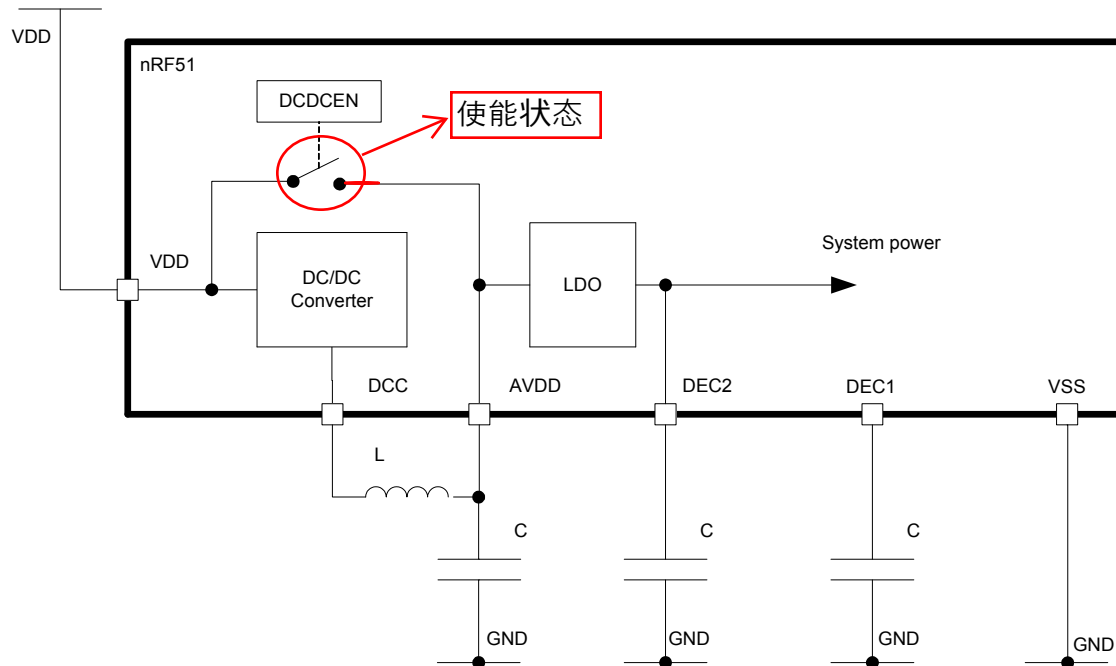 VDD
nRF51
DCDCEN
使能状态
VDD
DC/DC
Converter
LDO
System power
DCC
AVDD
DEC2
DEC1
VSS
L
C
C
C
GND
GND
GND
GND